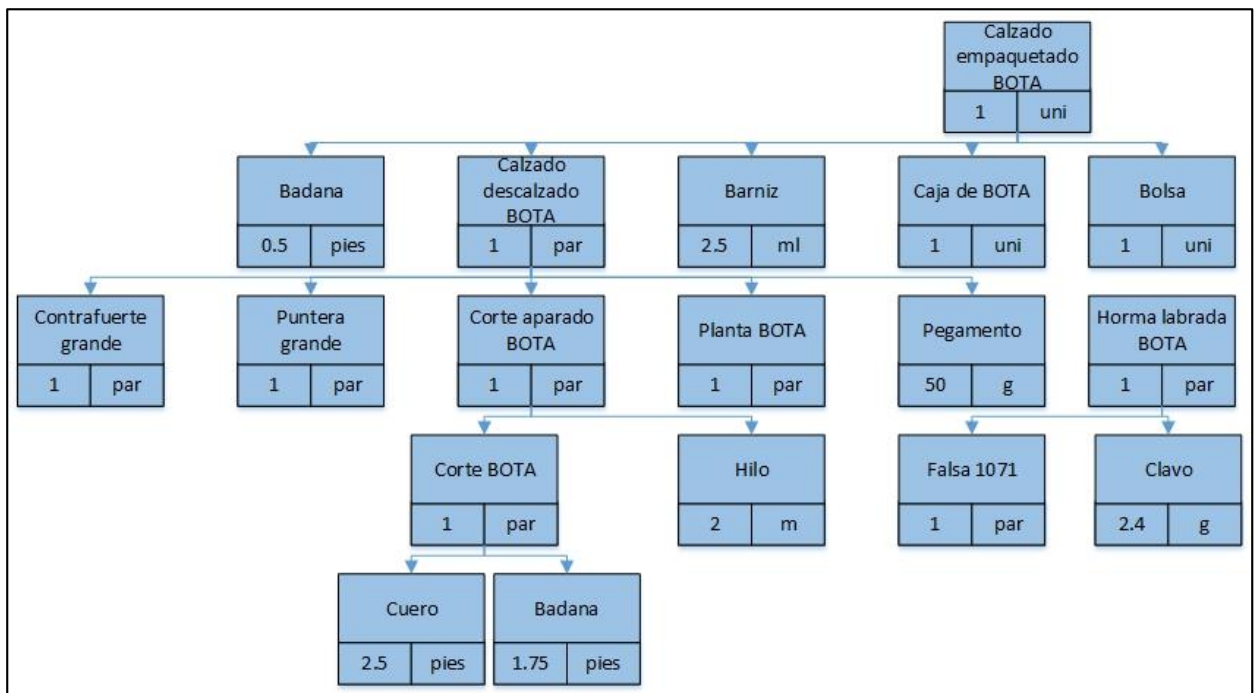 Calzado
empaquetado
BOTA
1 uni
Badana
0.5 pies
Calzado
descalzado
BOTA
1 par
Barniz
2.5 ml
Caja de BOTA
1 uni
Bolsa
1 uni
Contrafuerte
grande
1 par
Puntera
grande
1 par
Corte aparado
BOTA
1 par
Planta BOTA
1 par
Pegamento
50 g
Horma labrada
BOTA
1 par
Corte BOTA
1 par
Hilo
2 m
Falsa 1071
1 par
Clavo
2.4 g
Cuero
2.5 pies
Badana
1.75 pies